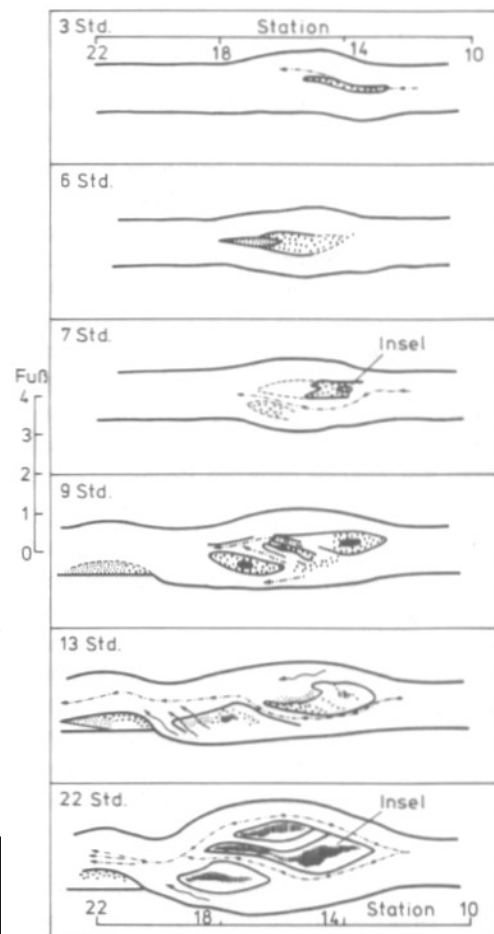 3 Std.
Station
22 18 14 10
6 Std.
7 Std.
Insel
Fuß
4
3
2
1
0
9 Std.
13 Std.
22 Std.
Insel
22 18 14 Station 10